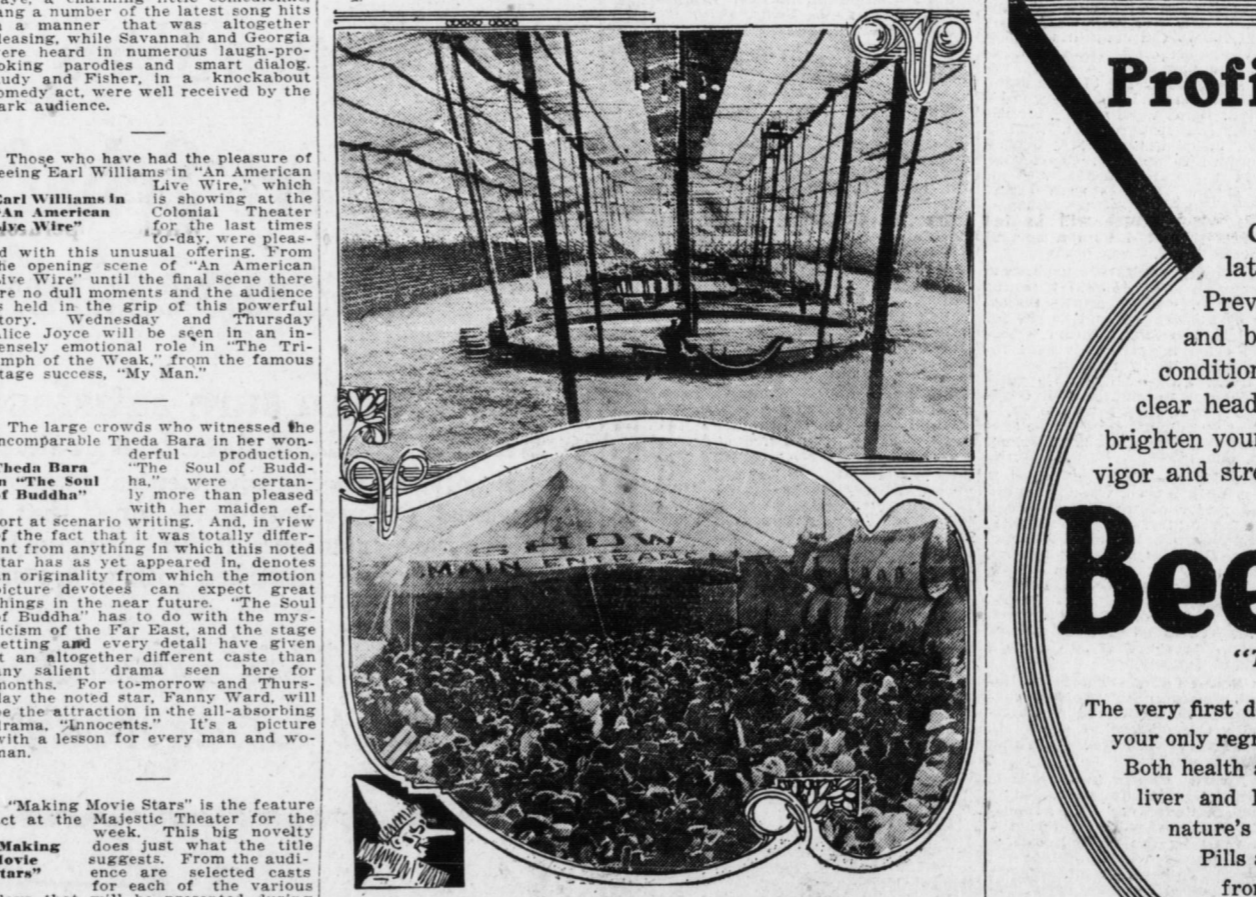 ang a number of the latest song hits
a manner that was altogether
leasing, while Savannah and Georgia
ere heard in numerous laugh-pro-
oking parodies and smart dialog.
udy and Fisher, in a knockabout
omedy act, were well received by the
ark audience.
Those who have had the pleasure of
eeing Earl Williams in "An American
Live Wire," which
Earl Williams in
is showing at the
"An American
Colonial Theater
Live Wire"
for the last times
to-day, were pleas-
d with this unusual offering. From
he opening scene of "An American
Live Wire" until the final scene there
re no dull moments and the audience
s held in the grip of this powerful
tory. Wednesday and Thursday
Alice Joyce will be seen in an in-
ensely emotional role in "The Tri-
mph of the Weak," from the famous
tage success, "My Man."
The large crowds who witnessed the
ncomparable Theda Bara in her won-
derful production,
Theda Bara
"The Soul of Budd-
n "The Soul
ha," were certan-
of Buddha"
ly more than pleased
with her maiden ef-
ort at scenario writing. And, in view
f the fact that it was totally differ-
nt from anything in which this noted
tar has as yet appeared in, denotes
n originality from which the motion
icture devotees can expect great
hings in the near future. "The Soul
f Buddha" has to do with the mys-
icism of the Far East, and the stage
etting and every detail have given
t an altogether different caste than
ny salient drama seen here for
months. For to-morrow and Thurs-
day the noted star, Fanny Ward, will
be the attraction in the all-absorbing
drama, "Innocents." It's a picture
with a lesson for every man and wo-
man.
"Making Movie Stars" is the feature
ct at the Majestic Theater for the
week. This big novelty
"Making
does just what the title
Movie
suggests. From the audi-
tars"
ence are selected casts
for each of the various
SHOW
MAIN ENTRANCE
Profi
lat
Prev
and b
condition
clear head
brighten your
vigor and stre
Bee
"T
The very first d
your only regr
Both health a
liver and
nature's
Pills
from